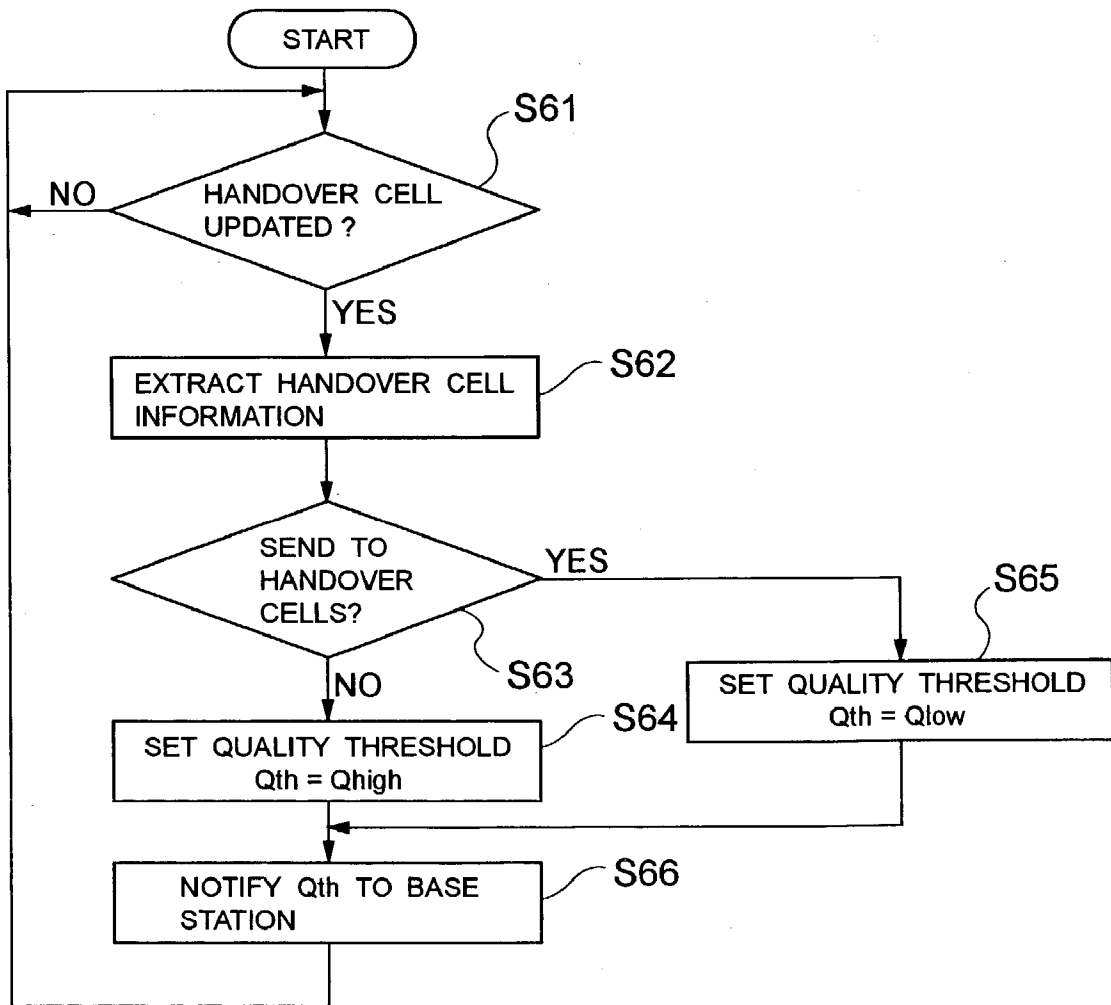 START
S61
NO
HANDOVER CELL
UPDATED ?
YES
S62
EXTRACT HANDOVER CELL
INFORMATION
SEND TO
HANDOVER
CELLS?
YES
S65
S63
NO
SET QUALITY THRESHOLD
Qth = Qlow
S64
SET QUALITY THRESHOLD
Qth = Qhigh
S66
NOTIFY Qth TO BASE
STATION